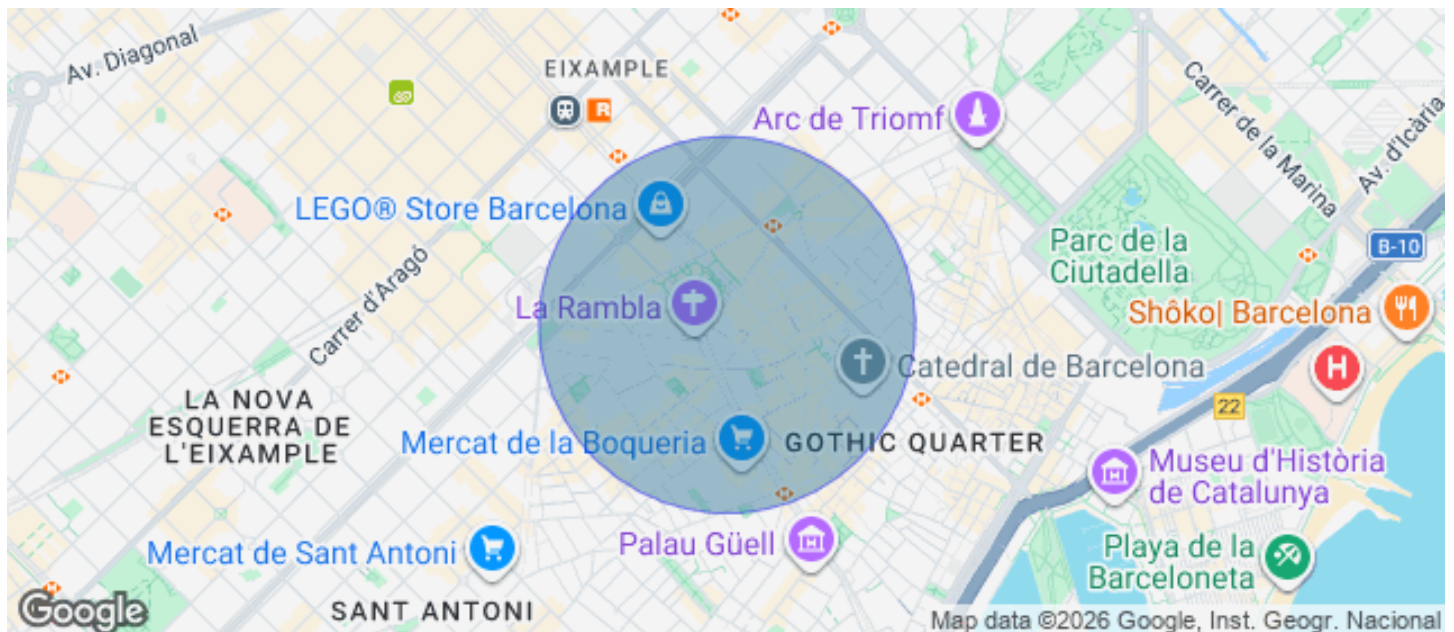 Av. Diagonal
EIXAMPLE
R
Arc de Triomf
Carrer de la Marina
Av. d'Icària
LEGO® Store Barcelona
Parc de la
Ciutadella
B-10
La Rambla
Shôko| Barcelona
Carrer d'Aragó
Catedral de Barcelona
H
22
LA NOVA
ESQUERRA DE
L'EIXAMPLE
Mercat de la Boqueria
GOTHIC QUARTER
Museu d'Història
de Catalunya
Palau Güell
Mercat de Sant Antoni
Playa de la
Barceloneta
Google
SANT ANTONI
Map data ©2026 Google, Inst. Geogr. Nacional